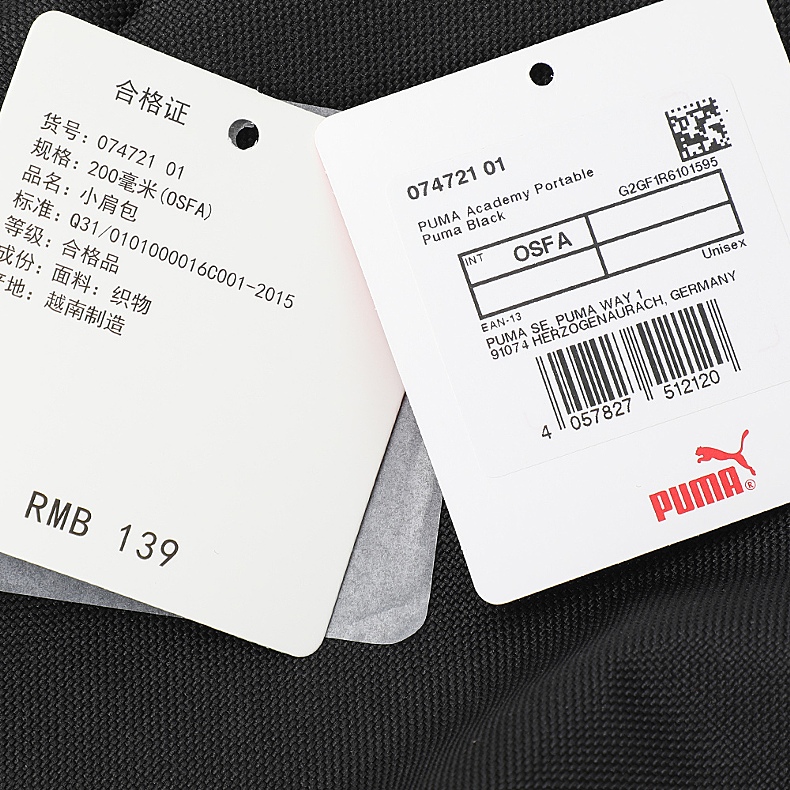 合格证
货号: 074721 01
规格: 200毫米(OSFA)
品名: 小肩包
标准: Q31/0101000016C001-2015
等级: 合格品
成份: 面料: 织物
产地: 越南制造
RMB 139
074721 01
PUMA Academy Portable
Puma Black
G2GF1R6101595
INT OSFA
Unisex
EAN-13
PUMA SE, PUMA WAY 1
91074 HERZOGENAURACH, GERMANY
4 057827 512120
PUMA®